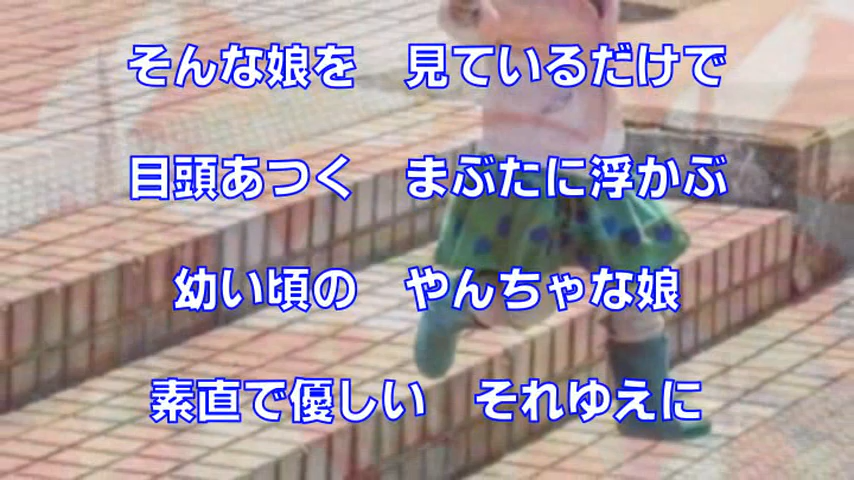 そんな娘を　見ているだけで
目頭あつく　まぶたに浮かぶ
幼い頃の　やんちゃな娘
素直で優しい　それゆえに